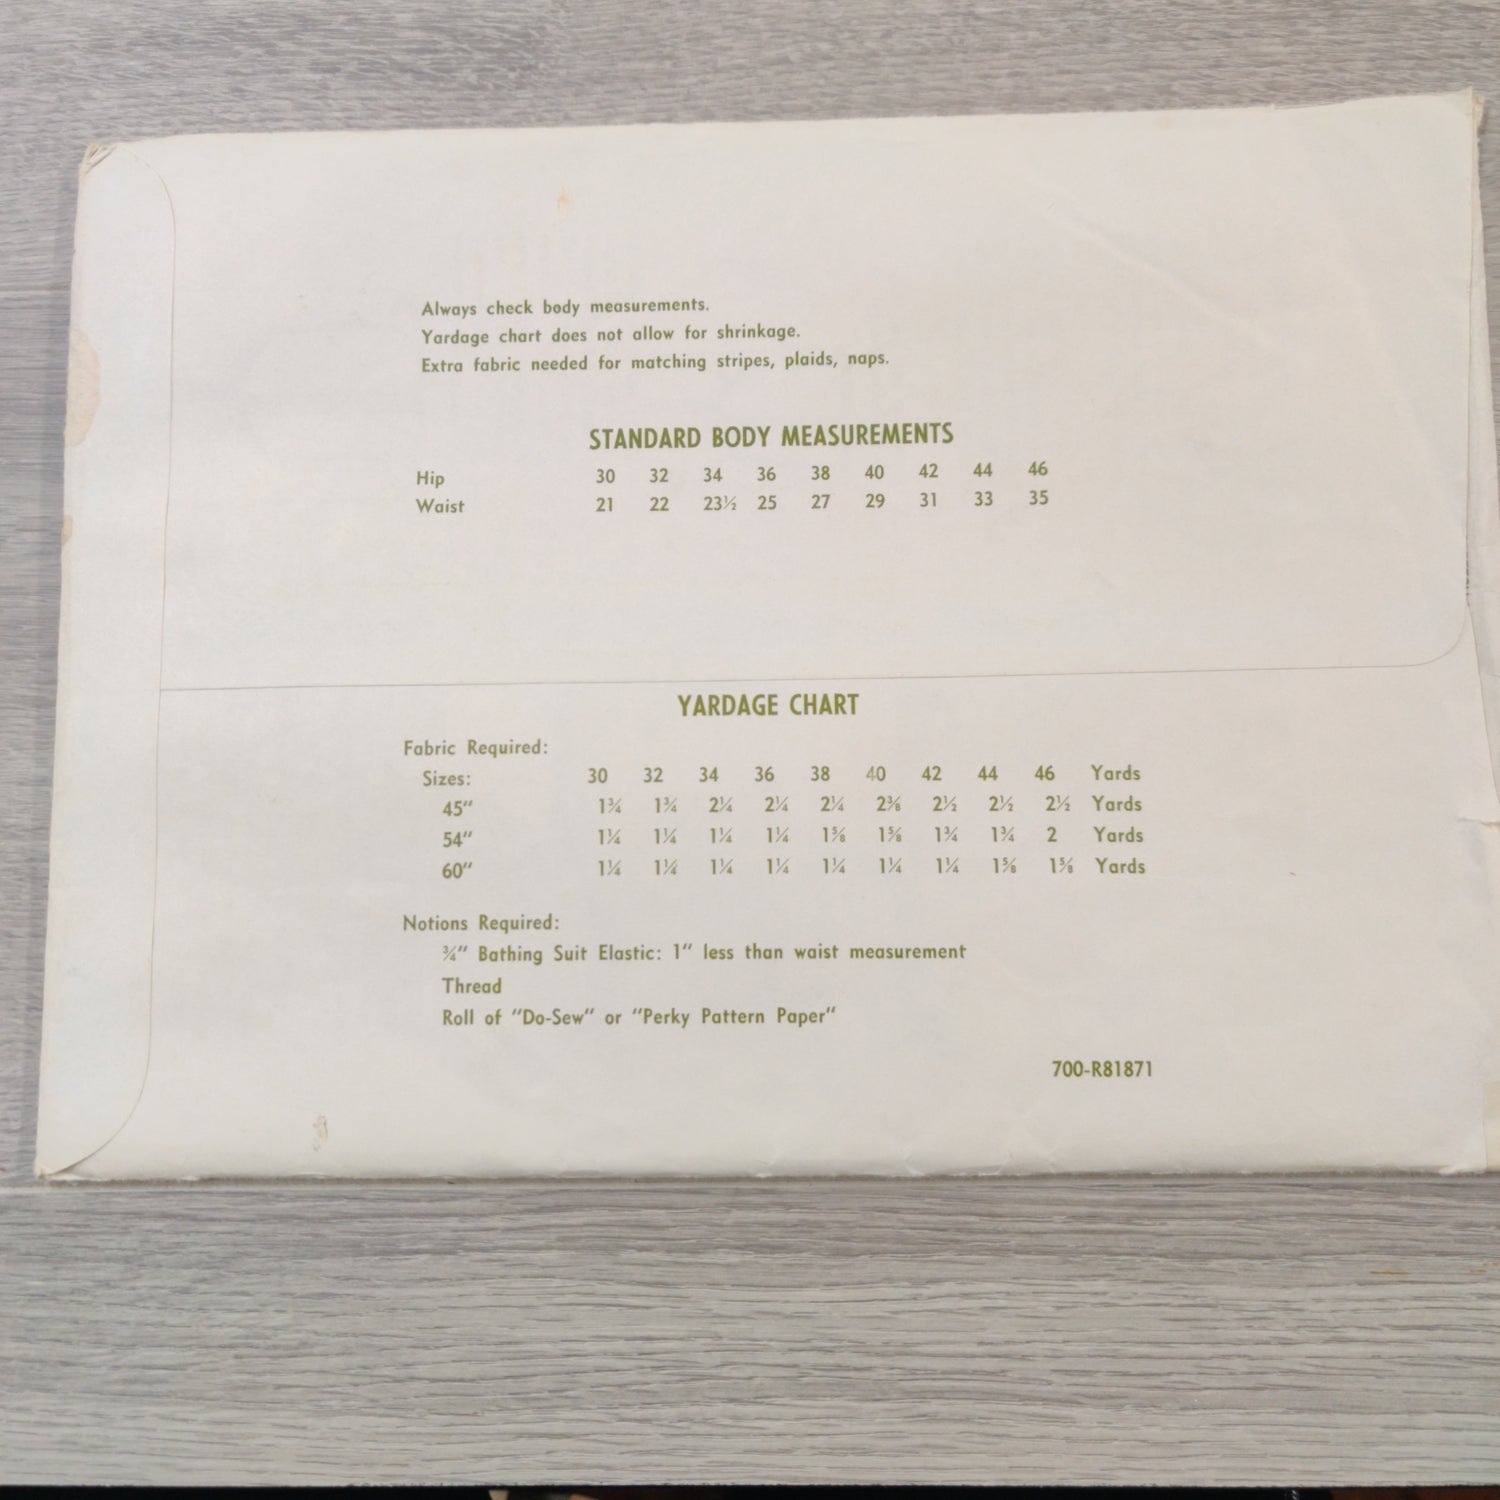 Always check body measurements.
Yardage chart does not allow for shrinkage.
Extra fabric needed for matching stripes, plaids, naps.
STANDARD BODY MEASUREMENTS
Hip 30 32 34 36 38 40 42 44 46
Waist 21 22 23½ 25 27 29 31 33 35
YARDAGE CHART
Fabric Required:
Sizes: 30 32 34 36 38 40 42 44 46 Yards
45" 1¾ 1¾ 2¼ 2¼ 2¼ 2⅜ 2½ 2½ 2½ Yards
54" 1¼ 1¼ 1¼ 1¼ 1⅝ 1⅝ 1¾ 1¾ 2 Yards
60" 1¼ 1¼ 1¼ 1¼ 1¼ 1¼ 1¼ 1⅝ 1⅝ Yards
Notions Required:
¾" Bathing Suit Elastic: 1" less than waist measurement
Thread
Roll of "Do-Sew" or "Perky Pattern Paper"
700-R81871